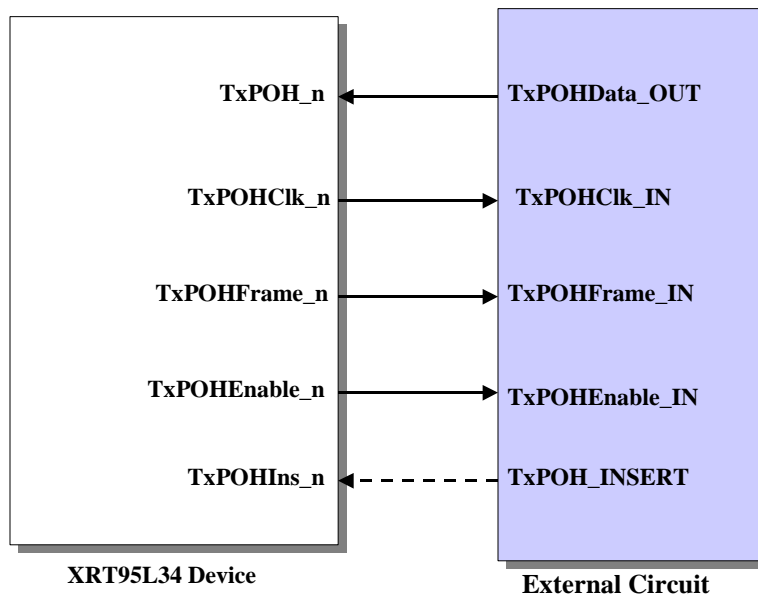 TxPOH_n
TxPOHData_OUT
TxPOHClk_n
TxPOHClk_IN
TxPOHFrame_n
TxPOHFrame_IN
TxPOHEnable_n
TxPOHEnable_IN
TxPOHIns_n
TxPOH_INSERT
XRT95L34 Device
External Circuit